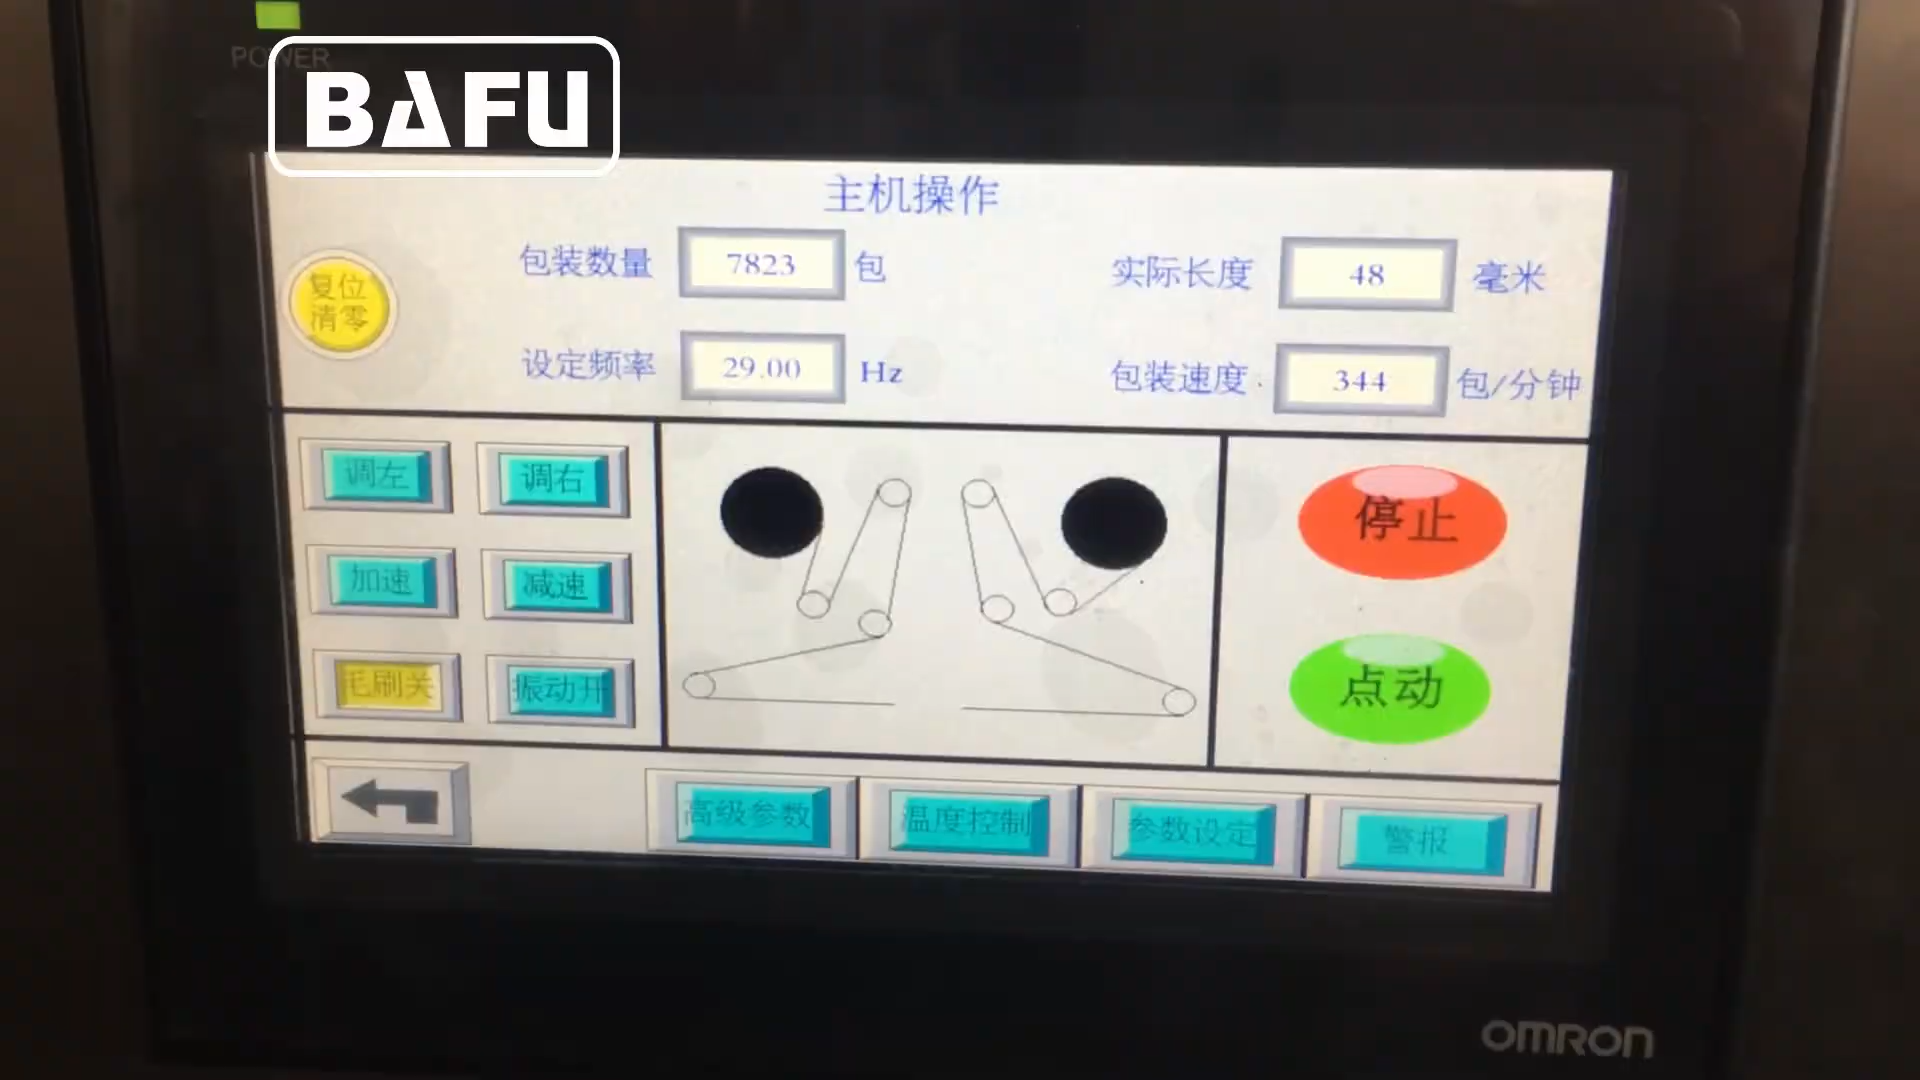 POWER
BAFU
主机操作
复位
清零
包装数量 7823 包
实际长度 48 毫米
设定频率 29.00 Hz
包装速度 344 包/分钟
调左 调右
加速 减速
毛刷关 振动开
停止
点动
高级参数 温度控制 参数设定 警报
OMRON